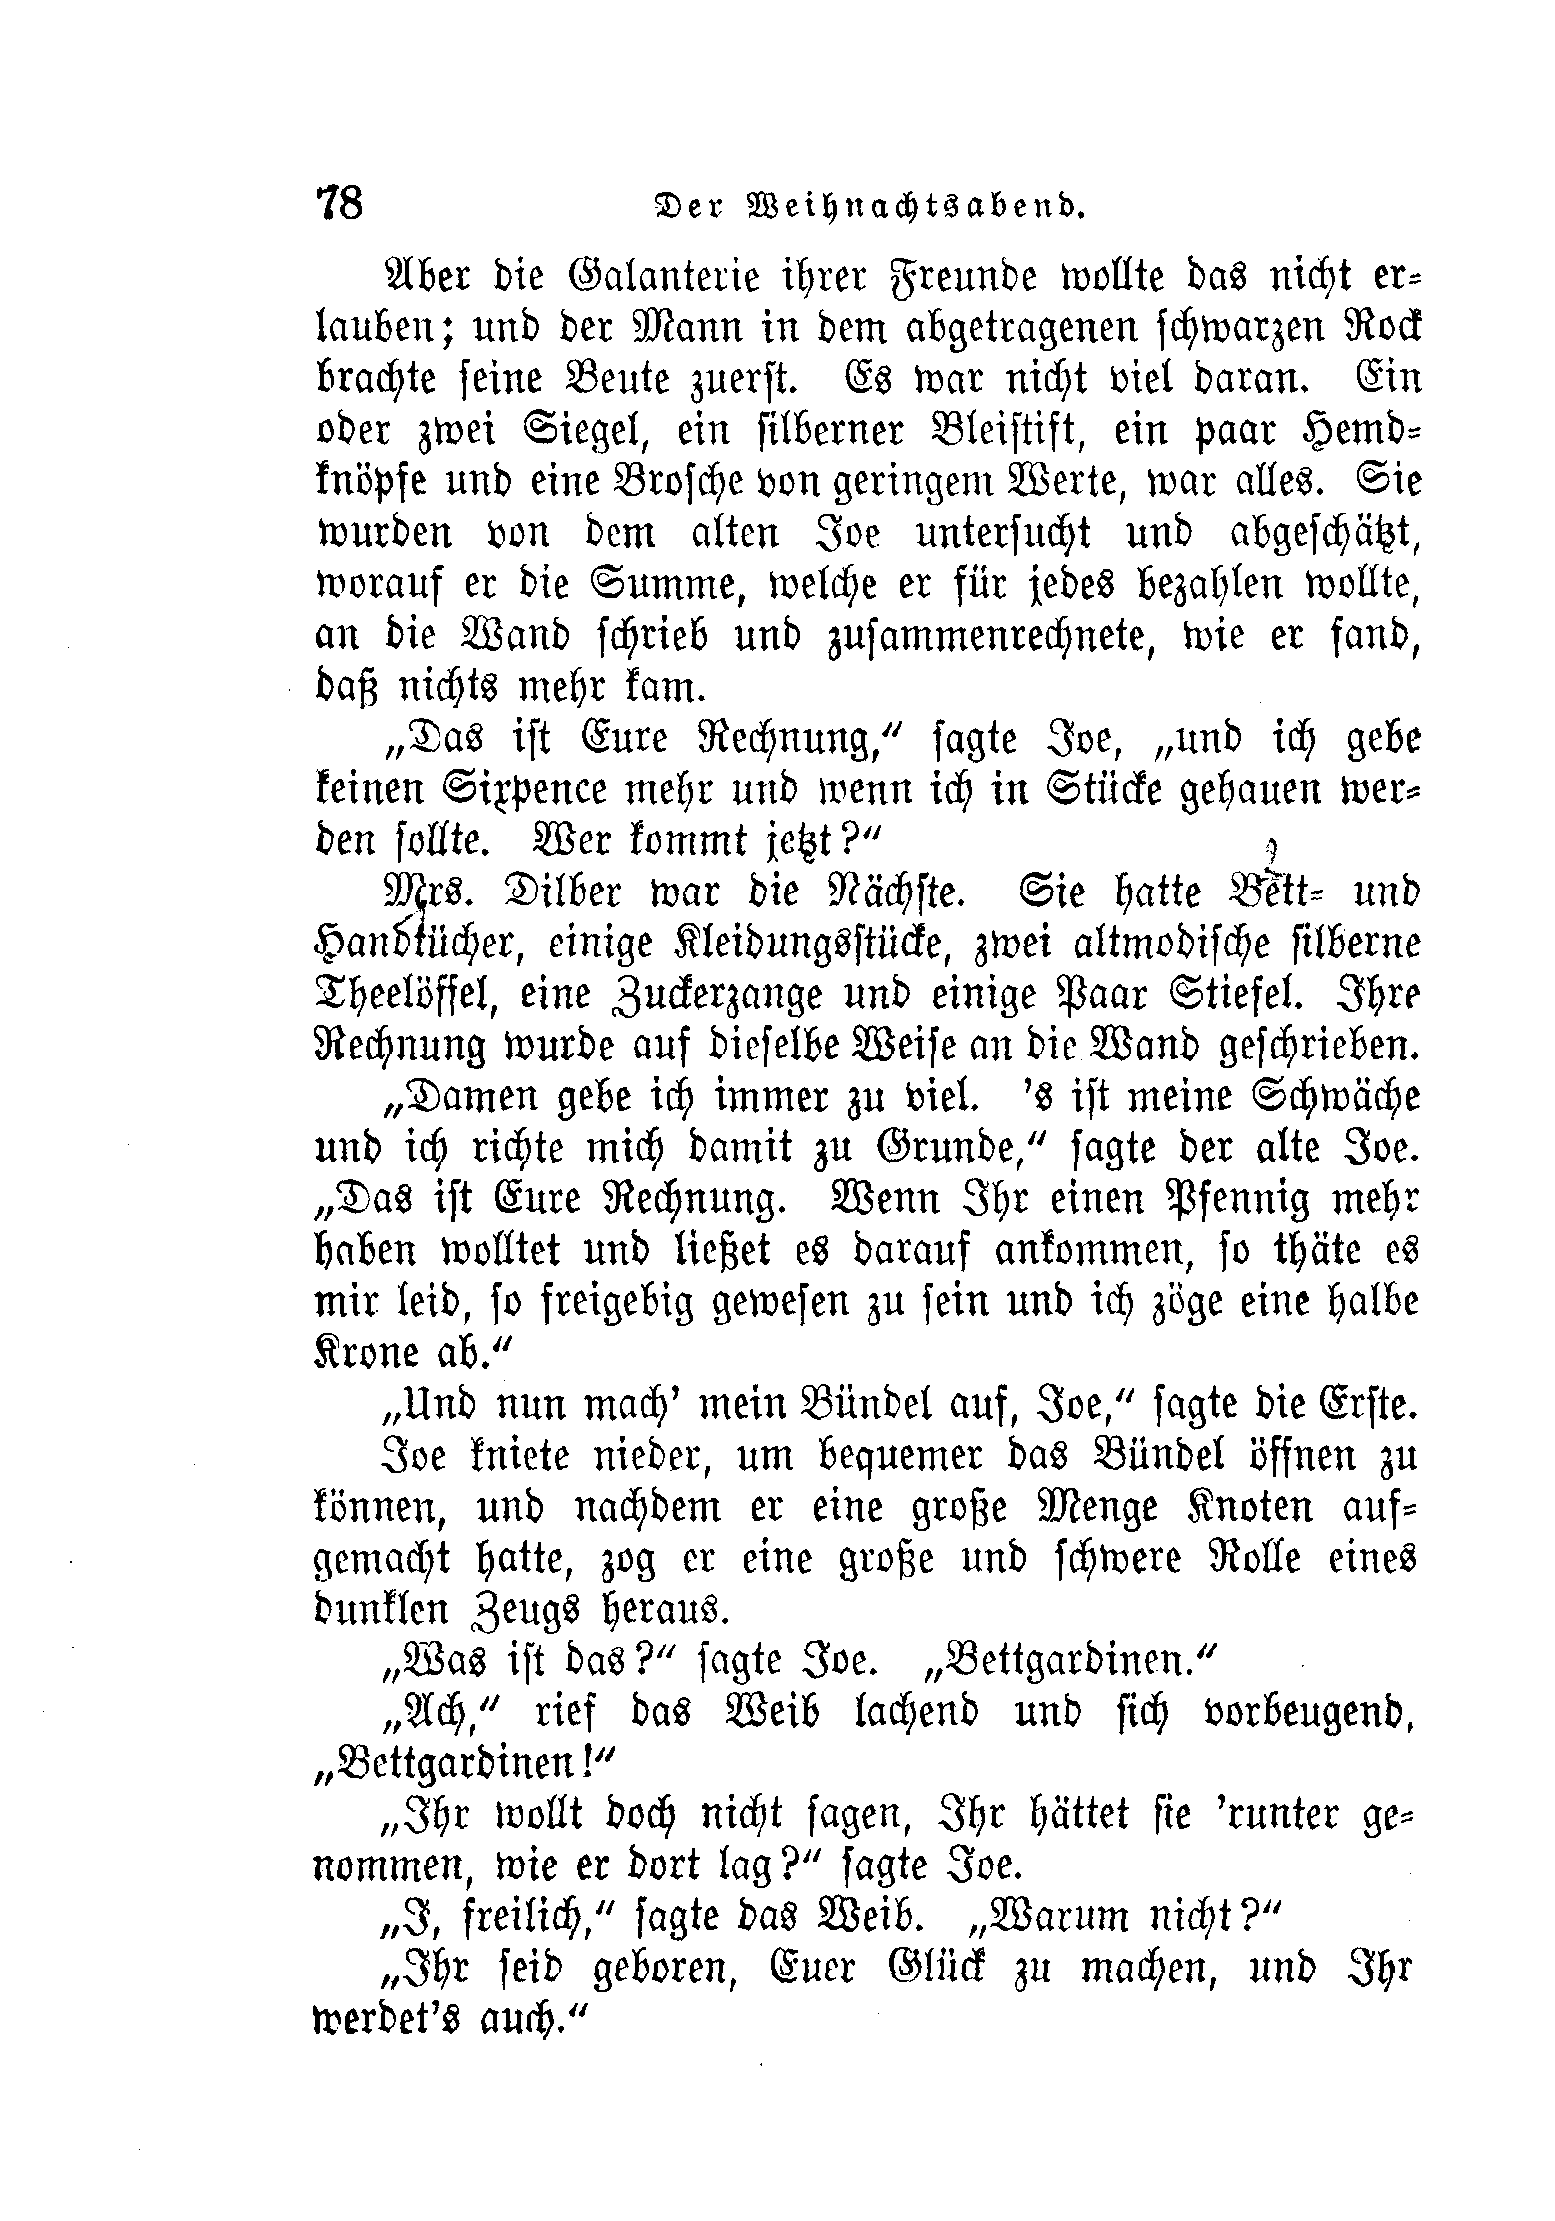 78 Der Weihnachtsabend.
Aber die Galanterie ihrer Freunde wollte das nicht er-
lauben; und der Mann in dem abgetragenen schwarzen Rock
brachte seine Beute zuerst. Es war nicht viel daran. Ein
oder zwei Siegel, ein silberner Bleistift, ein paar Hemd-
knöpfe und eine Brosche von geringem Werte, war alles. Sie
wurden von dem alten Joe untersucht und abgeschätzt,
worauf er die Summe, welche er für jedes bezahlen wollte,
an die Wand schrieb und zusammenrechnete, wie er fand,
daß nichts mehr kam.
„Das ist Eure Rechnung,“ sagte Joe, „und ich gebe
keinen Sixpence mehr und wenn ich in Stücke gehauen wer-
den sollte. Wer kommt jetzt?“
Mrs. Dilber war die Nächste. Sie hatte Bett- und
Handtücher, einige Kleidungsstücke, zwei altmodische silberne
Theelöffel, eine Zuckerzange und einige Paar Stiefel. Ihre
Rechnung wurde auf dieselbe Weise an die Wand geschrieben.
„Damen gebe ich immer zu viel. 's ist meine Schwäche
und ich richte mich damit zu Grunde,“ sagte der alte Joe.
„Das ist Eure Rechnung. Wenn Ihr einen Pfennig mehr
haben wolltet und ließet es darauf ankommen, so thäte es
mir leid, so freigebig gewesen zu sein und ich zöge eine halbe
Krone ab.“
„Und nun mach' mein Bündel auf, Joe,“ sagte die Erste.
Joe kniete nieder, um bequemer das Bündel öffnen zu
können, und nachdem er eine große Menge Knoten auf-
gemacht hatte, zog er eine große und schwere Rolle eines
dunklen Zeugs heraus.
„Was ist das?“ sagte Joe. „Bettgardinen.“
„Ach,“ rief das Weib lachend und sich vorbeugend,
„Bettgardinen!“
„Ihr wollt doch nicht sagen, Ihr hättet sie 'runter ge-
nommen, wie er dort lag?“ sagte Joe.
„I, freilich,“ sagte das Weib. „Warum nicht?“
„Ihr seid geboren, Euer Glück zu machen, und Ihr
werdet's auch.“